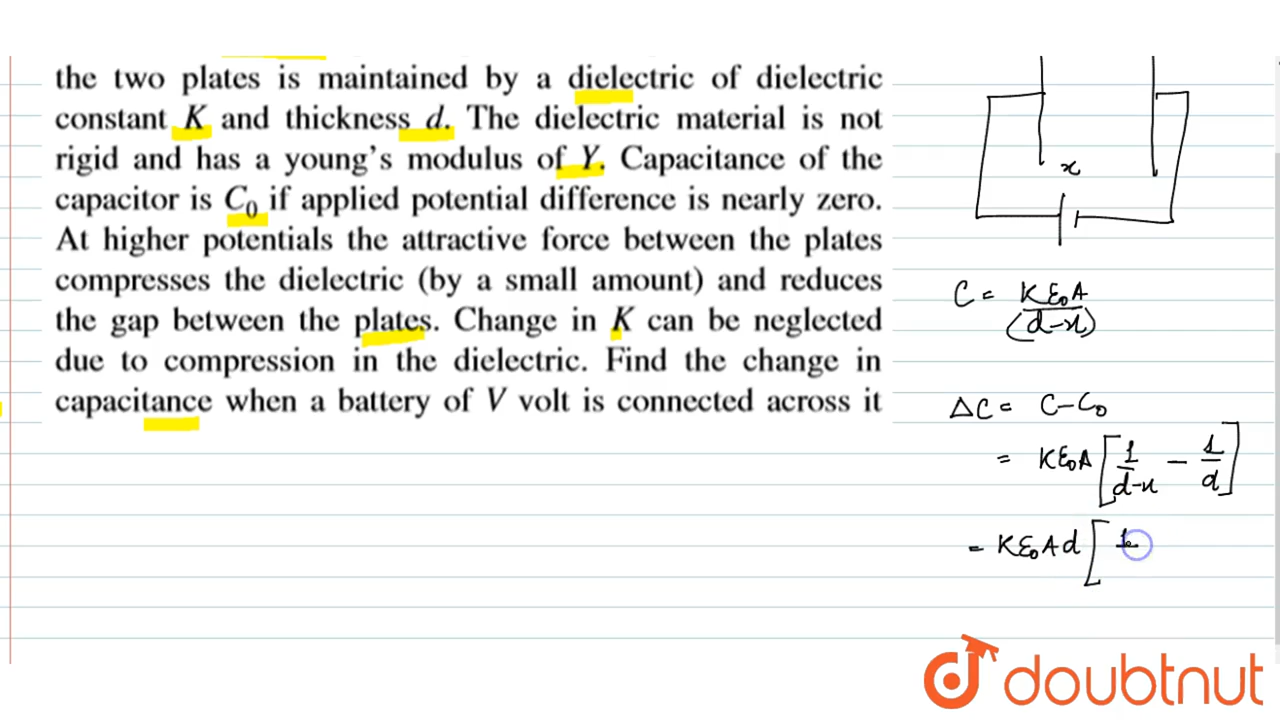 the two plates is maintained by a dielectric of dielectric
constant K and thickness d. The dielectric material is not
rigid and has a young's modulus of Y. Capacitance of the
capacitor is C₀ if applied potential difference is nearly zero.
At higher potentials the attractive force between the plates
compresses the dielectric (by a small amount) and reduces
the gap between the plates. Change in K can be neglected
due to compression in the dielectric. Find the change in
capacitance when a battery of V volt is connected across it
x
C = Kε₀A/(d-x)
ΔC = C-C₀
= Kε₀A [1/d-x - 1/d]
= Kε₀Ad [1
doubtnut